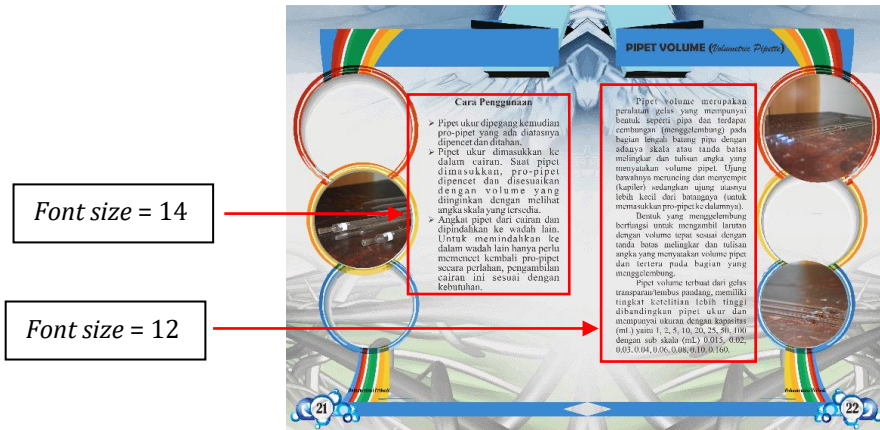 Font size = 14
Font size = 12
Cara Penggunaan
➢ Pipet ukur dipegang kemudian
pro-pipet yang ada diatasnya
dipencet dan ditahan.
➢ Pipet ukur dimasukkan ke
dalam cairan. Saat pipet
dimasukkan, pro-pipet
dipencet dan disesuaikan
dengan volume yang
diinginkan dengan melihat
angka skala yang tersedia.
➢ Angkat pipet dari cairan dan
dipindahkan ke wadah lain.
Untuk memindahkan ke
dalam wadah lain hanya perlu
memencet kembali pro-pipet
secara perlahan, pengambilan
cairan ini sesuai dengan
kebutuhan.
21
PIPET VOLUME (Volumetric Pipette)
Pipet volume merupakan
peralatan gelas yang mempunyai
bentuk seperti pipa dan terdapat
cembungan (menggelembung) pada
bagian tengah batang pipa dengan
adanya skala atau tanda batas
melingkar dan tulisan angka yang
menyatakan volume pipet. Ujung
bawahnya meruncing dan menyempit
(kapiler) sedangkan ujung atasnya
lebih kecil dari batangnya (untuk
memasukkan pro-pipet ke dalamnya).
Bentuk yang menggelembung
berfungsi untuk mengambil larutan
dengan volume tepat sesuai dengan
tanda batas melingkar dan tulisan
angka yang menyatakan volume pipet
dan tertera pada bagian yang
menggelembung.
Pipet volume terbuat dari gelas
transparan/tembus pandang, memiliki
tingkat ketelitian lebih tinggi
dibandingkan pipet ukur dan
mempunyai ukuran dengan kapasitas
(mL) yaitu 1, 2, 5, 10, 20, 25, 50, 100
dengan sub skala (mL) 0.015, 0.02,
0.03, 0.04, 0.06, 0.08, 0.10, 0.160.
22